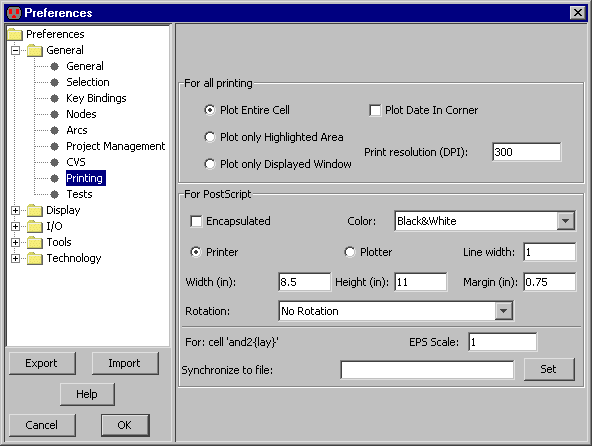 Preferences
Preferences
General
General
Selection
Key Bindings
Nodes
Arcs
Project Management
CVS
Printing
Tests
Display
I/O
Tools
Technology
Export Import
Help
Cancel OK
For all printing
Plot Entire Cell Plot Date In Corner
Plot only Highlighted Area
Print resolution (DPI): 300
Plot only Displayed Window
For PostScript
Encapsulated Color: Black&White
Printer Plotter Line width: 1
Width (in): 8.5 Height (in): 11 Margin (in): 0.75
Rotation: No Rotation
For: cell 'and2{lay}' EPS Scale: 1
Synchronize to file: Set